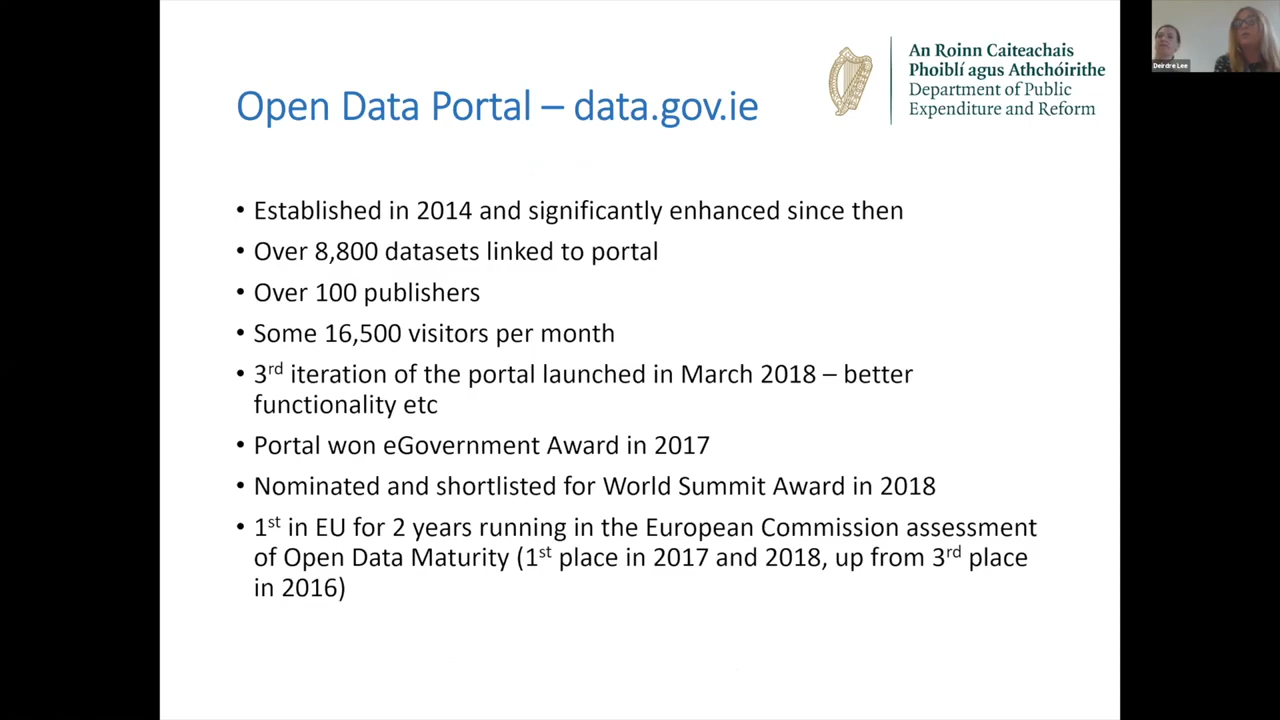 Open Data Portal – data.gov.ie
An Roinn Caiteachais
Phoiblí agus Athchóirithe
Department of Public
Expenditure and Reform
Deirdre Lee
• Established in 2014 and significantly enhanced since then
• Over 8,800 datasets linked to portal
• Over 100 publishers
• Some 16,500 visitors per month
• 3rd iteration of the portal launched in March 2018 – better
functionality etc
• Portal won eGovernment Award in 2017
• Nominated and shortlisted for World Summit Award in 2018
• 1st in EU for 2 years running in the European Commission assessment
of Open Data Maturity (1st place in 2017 and 2018, up from 3rd place
in 2016)